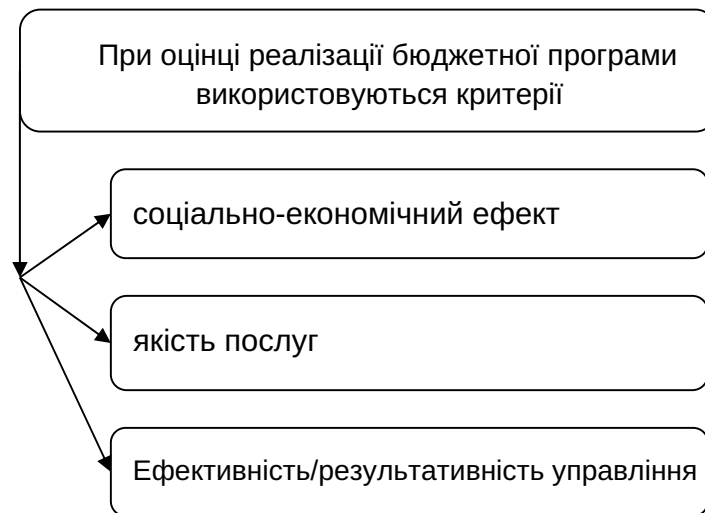 При оцінці реалізації бюджетної програми
використовуються критерії
соціально-економічний ефект
якість послуг
Ефективність/результативність управління